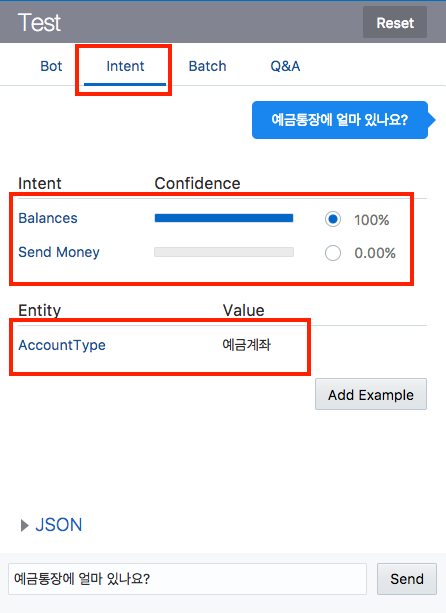 Test Reset
Bot Intent Batch Q&A
예금통장에 얼마 있나요?
Intent Confidence
Balances 100%
Send Money 0.00%
Entity Value
AccountType 예금계좌
Add Example
JSON
예금통장에 얼마 있나요? Send